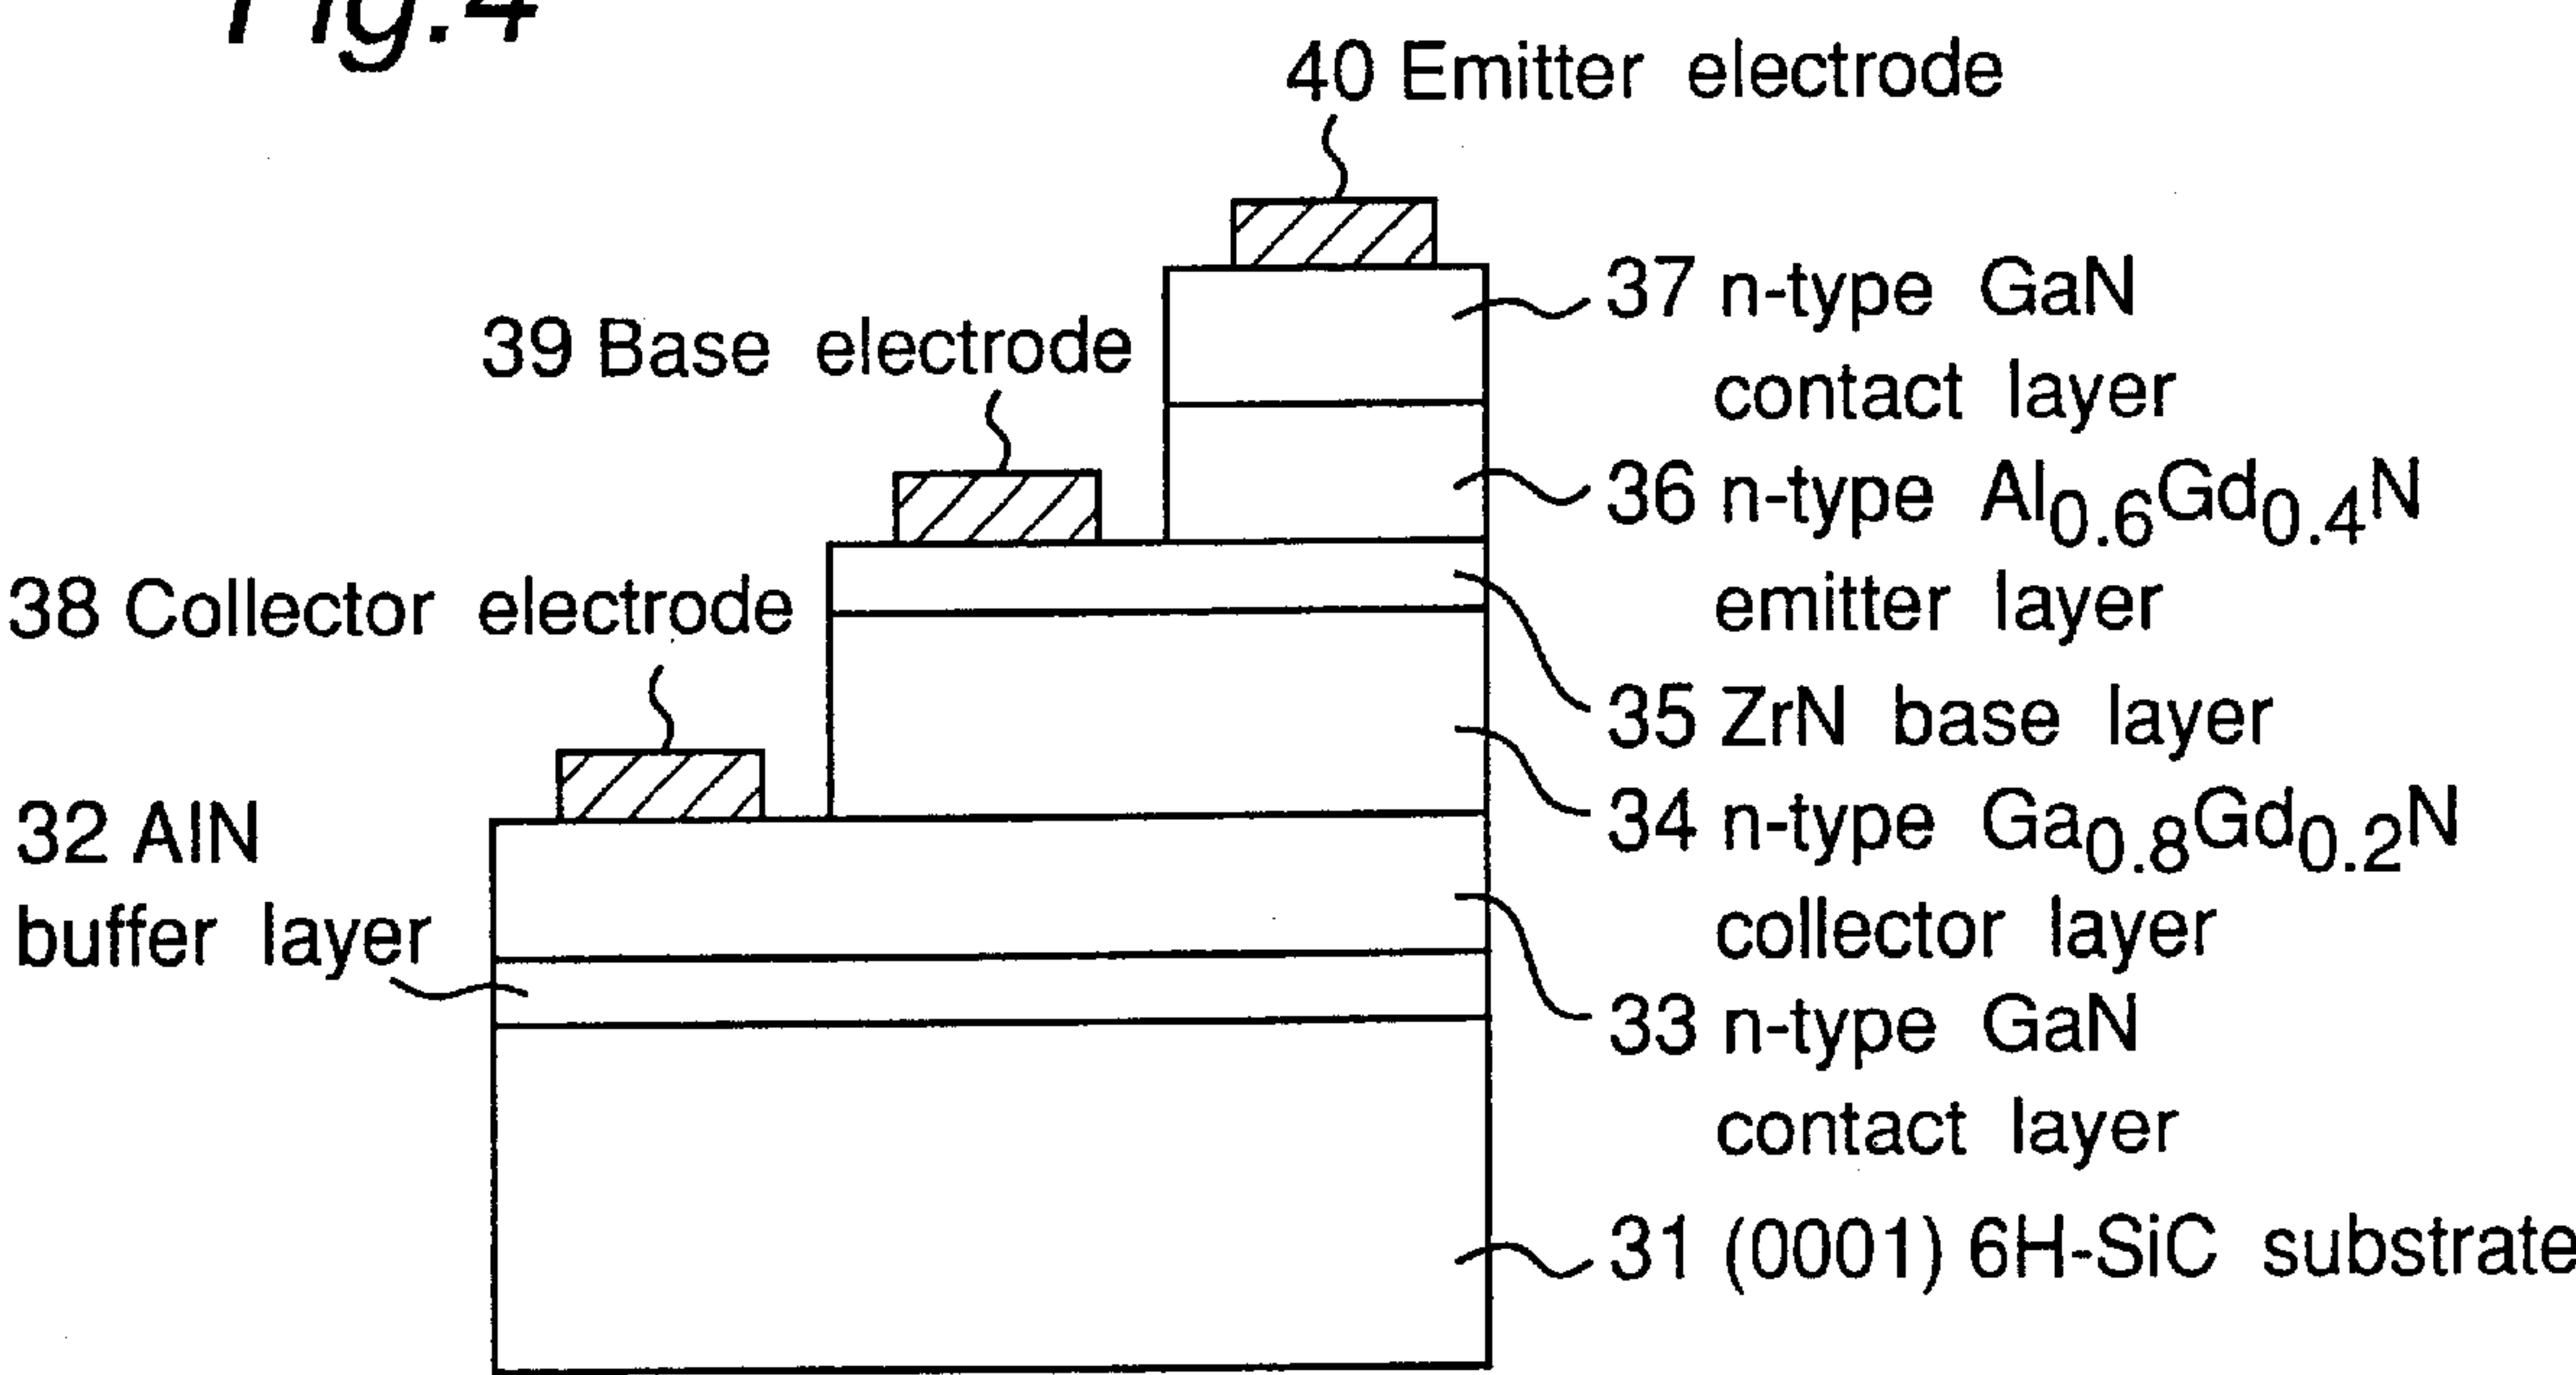 Fig.4
40 Emitter electrode
37 n-type GaN
contact layer
39 Base electrode
36 n-type Al0.6Gd0.4N
emitter layer
38 Collector electrode
35 ZrN base layer
32 AlN
buffer layer
34 n-type Ga0.8Gd0.2N
collector layer
33 n-type GaN
contact layer
31 (0001) 6H-SiC substrate